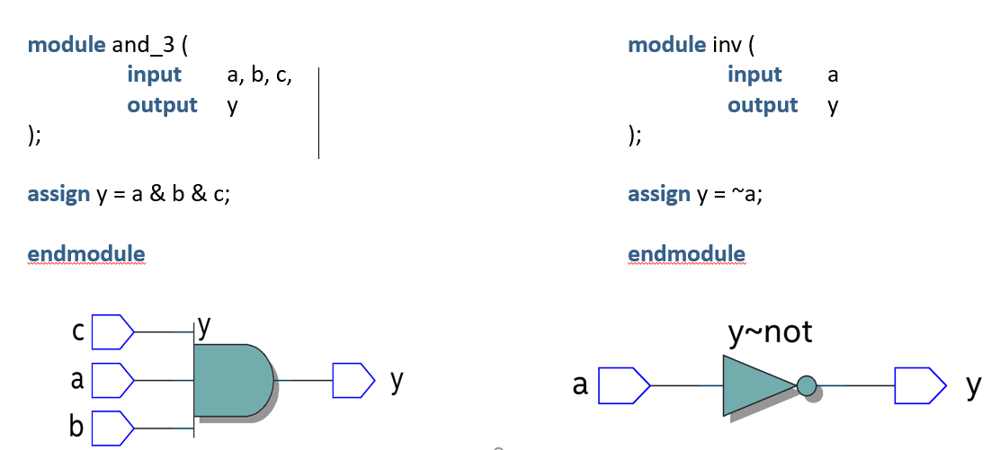 module and_3 (
input a, b, c,
output y
);
assign y = a & b & c;
endmodule
c
y
a
y
b
module inv (
input a
output y
);
assign y = ~a;
endmodule
y~not
a
y